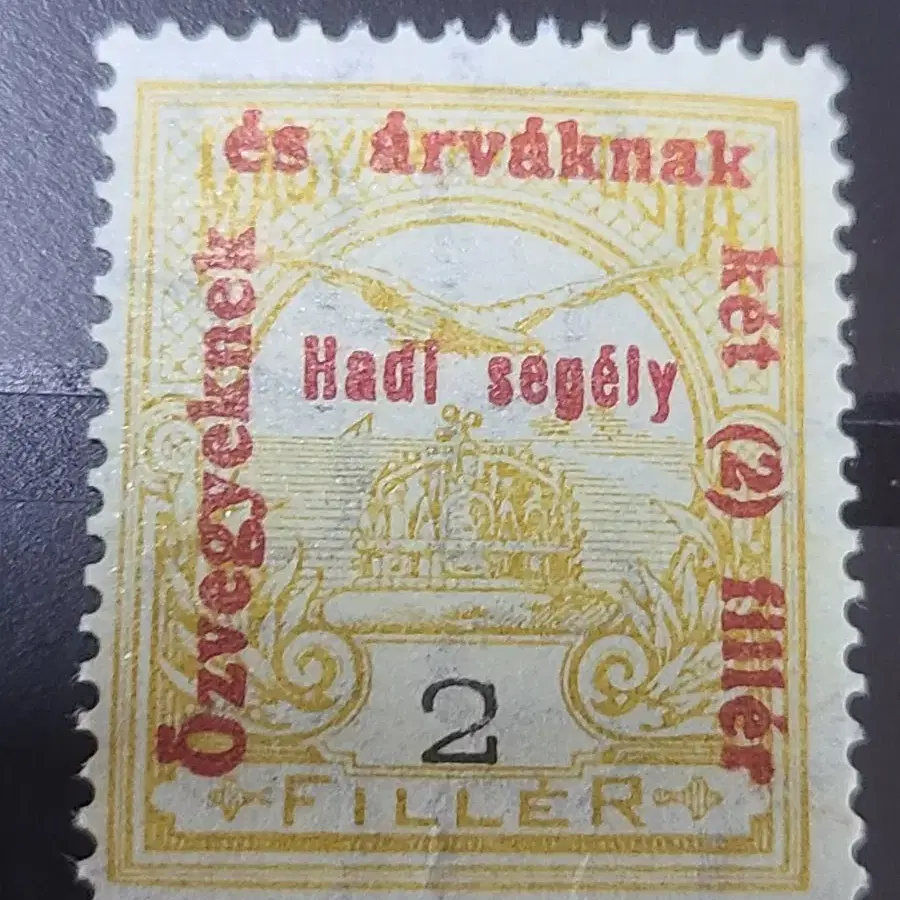 Özvegyeknek
és árváknak
két (2) fillér
Hadi segély
2
FILLÉR